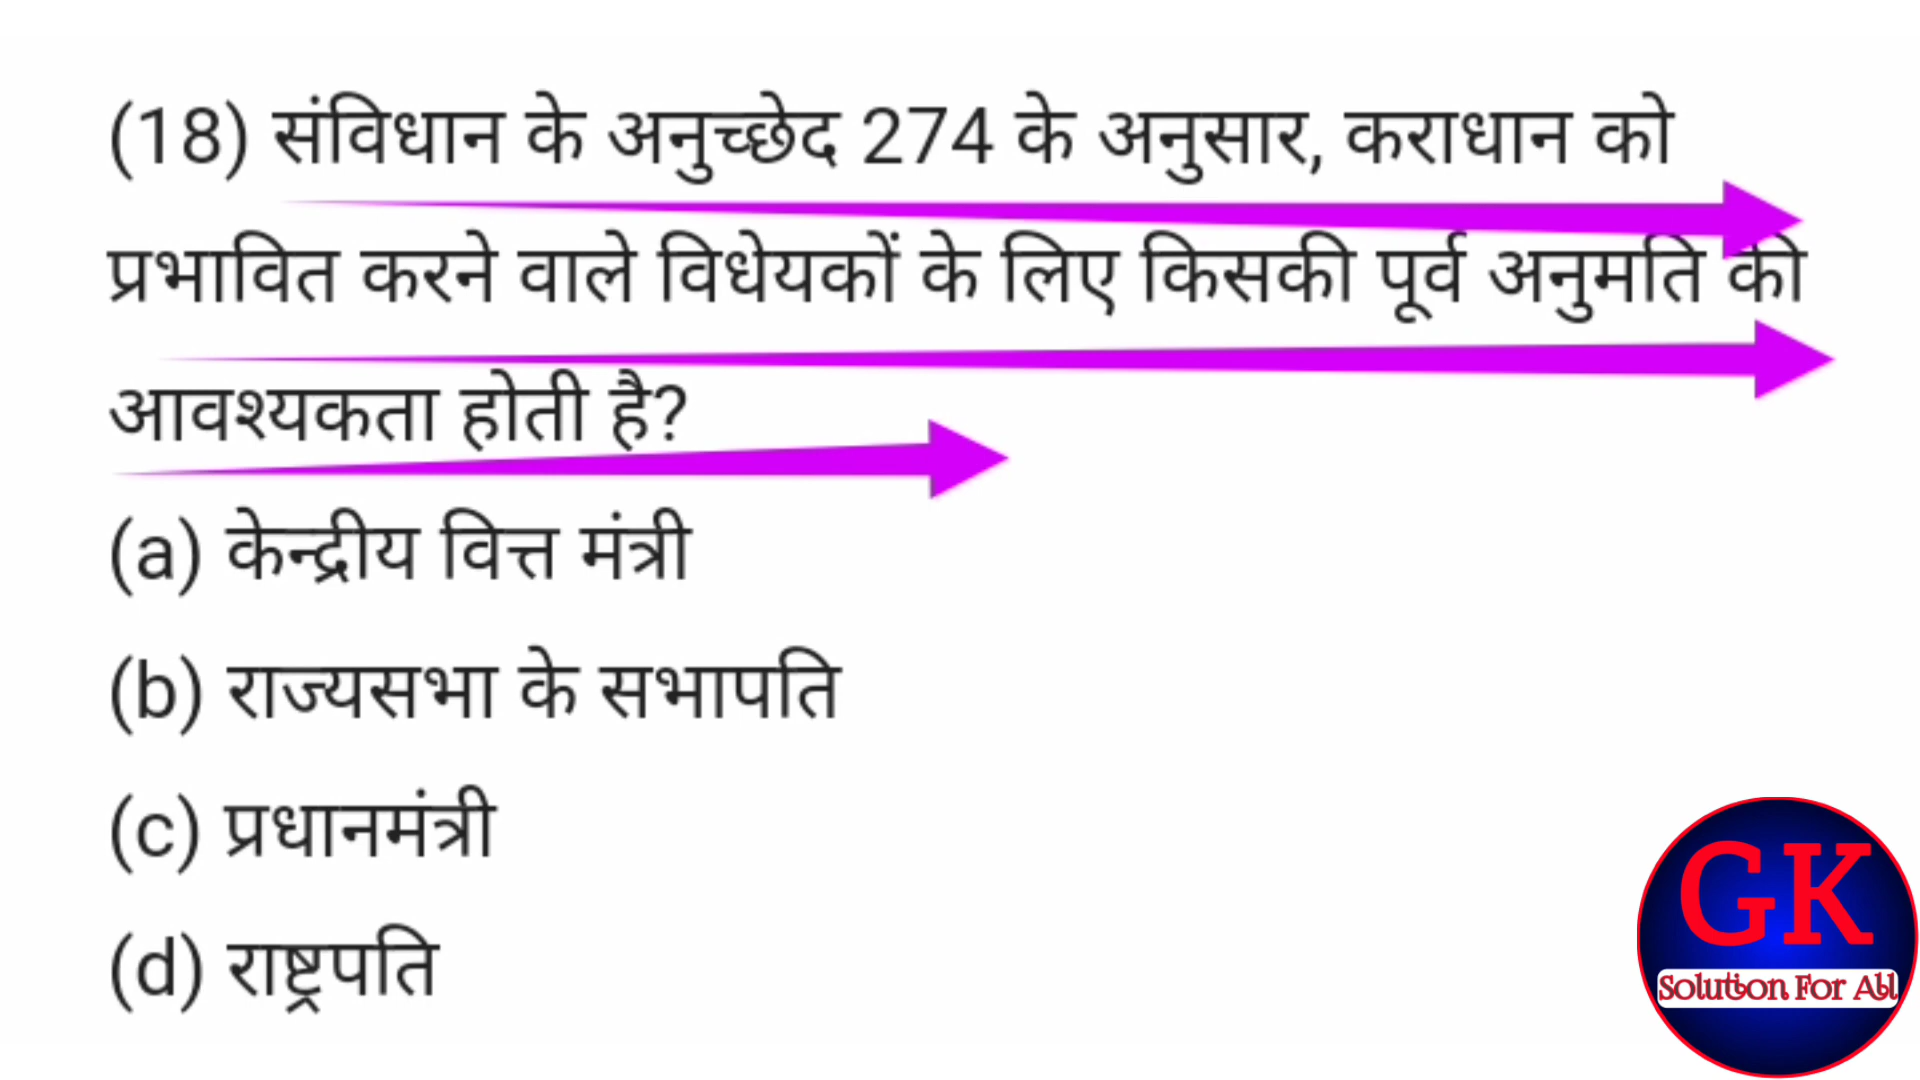 (18) संविधान के अनुच्छेद 274 के अनुसार, कराधान को
प्रभावित करने वाले विधेयकों के लिए किसकी पूर्व अनुमति की
आवश्यकता होती है?
(a) केन्द्रीय वित्त मंत्री
(b) राज्यसभा के सभापति
(c) प्रधानमंत्री
(d) राष्ट्रपति
GK
Solution For All